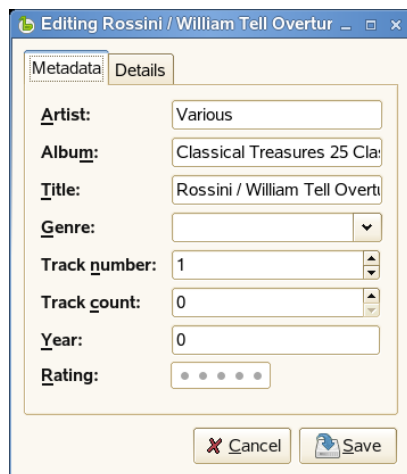 Editing Rossini / William Tell Overtur
Metadata Details
Artist: Various
Album: Classical Treasures 25 Clas
Title: Rossini / William Tell Overtu
Genre:
Track number: 1
Track count: 0
Year: 0
Rating:
Cancel Save